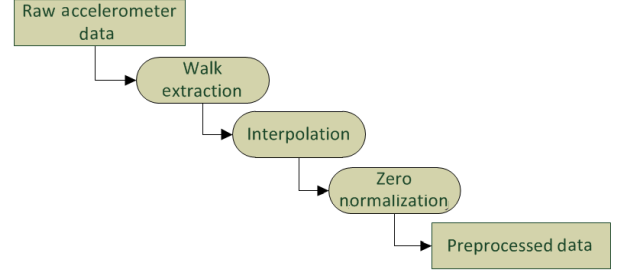 Raw accelerometer
data
Walk
extraction
Interpolation
Zero
normalization
Preprocessed data